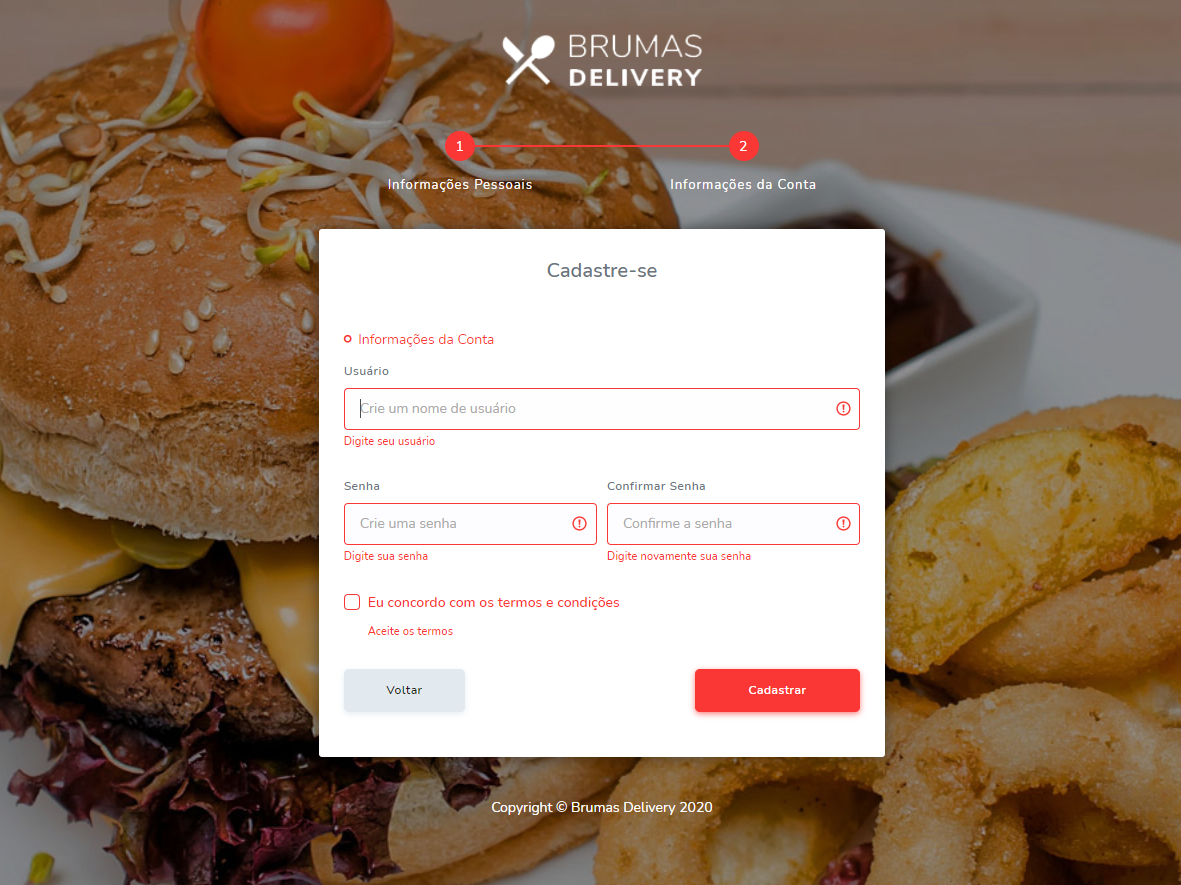 BRUMAS
DELIVERY
1
2
Informações Pessoais
Informações da Conta
Cadastre-se
Informações da Conta
Usuário
Crie um nome de usuário
Digite seu usuário
Senha
Confirmar Senha
Crie uma senha
Confirme a senha
Digite sua senha
Digite novamente sua senha
Eu concordo com os termos e condições
Aceite os termos
Voltar
Cadastrar
Copyright © Brumas Delivery 2020